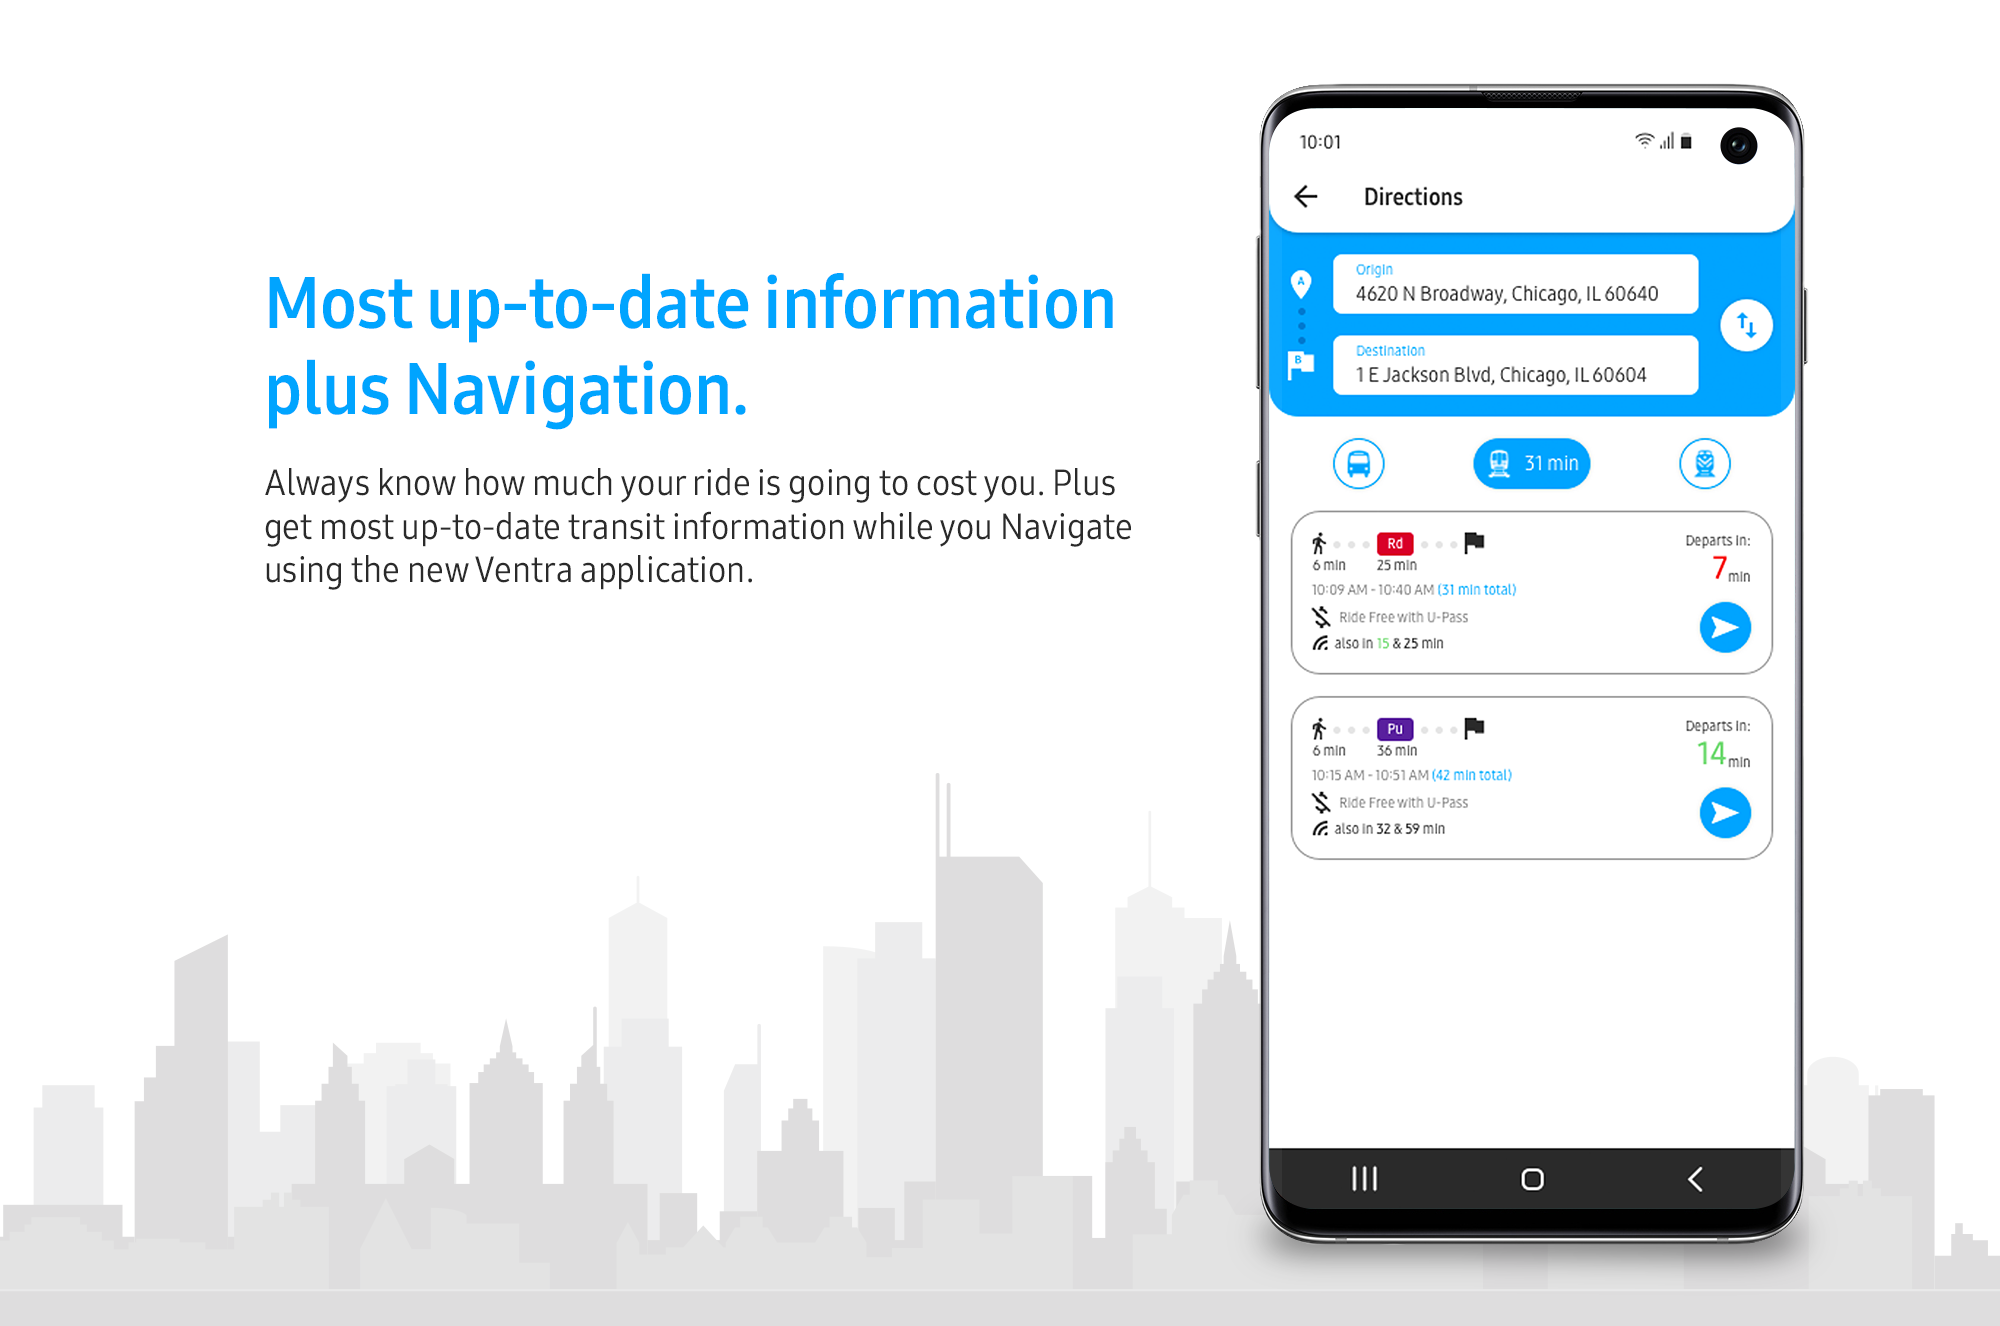 Most up-to-date information
plus Navigation.
Always know how much your ride is going to cost you. Plus
get most up-to-date transit information while you Navigate
using the new Ventra application.
10:01
Directions
A
Origin
4620 N Broadway, Chicago, IL 60640
B
Destination
1 E Jackson Blvd, Chicago, IL 60604
31 min
Rd
Departs in:
6 min 25 min
7 min
10:09 AM - 10:40 AM (31 min total)
Ride Free with U-Pass
also in 15 & 25 min
Pu
Departs in:
6 min 36 min
14 min
10:15 AM - 10:51 AM (42 min total)
Ride Free with U-Pass
also in 32 & 59 min